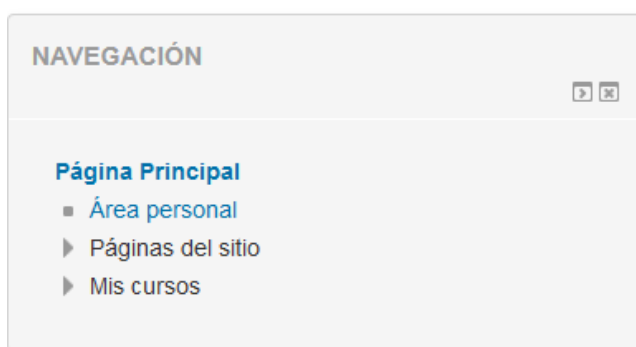 NAVEGACIÓN
Página Principal
Área personal
Páginas del sitio
Mis cursos